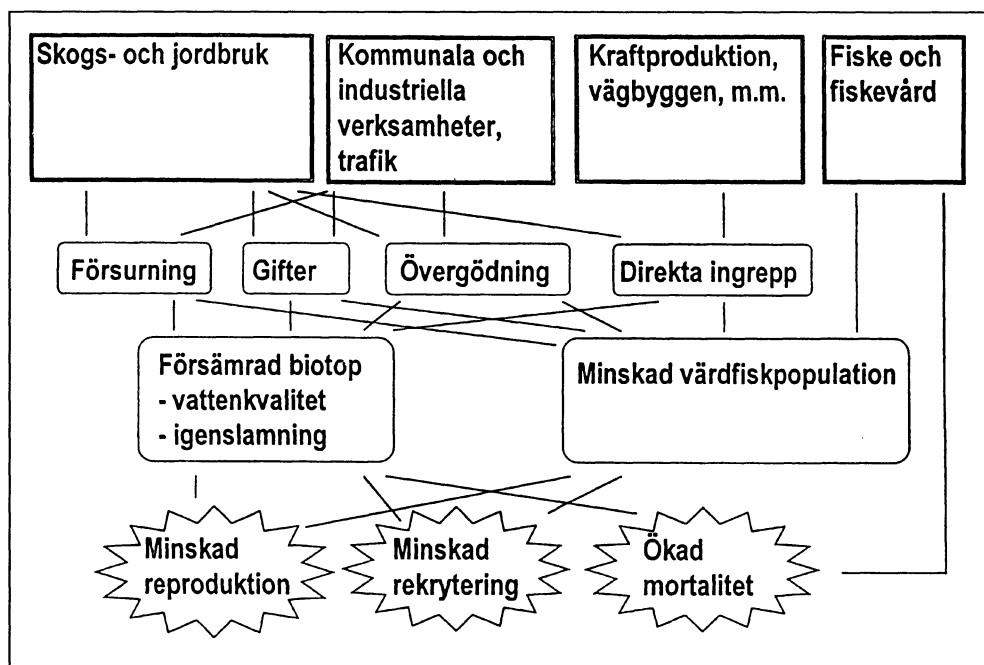 Skogs- och jordbruk
Kommunala och
industriella
verksamheter,
trafik
Kraftproduktion,
vägbyggen, m.m.
Fiske och
fiskevård
Försurning
Gifter
Övergödning
Direkta ingrepp
Försämrad biotop
- vattenkvalitet
- igenslamning
Minskad värdfiskpopulation
Minskad
reproduktion
Minskad
rekrytering
Ökad
mortalitet